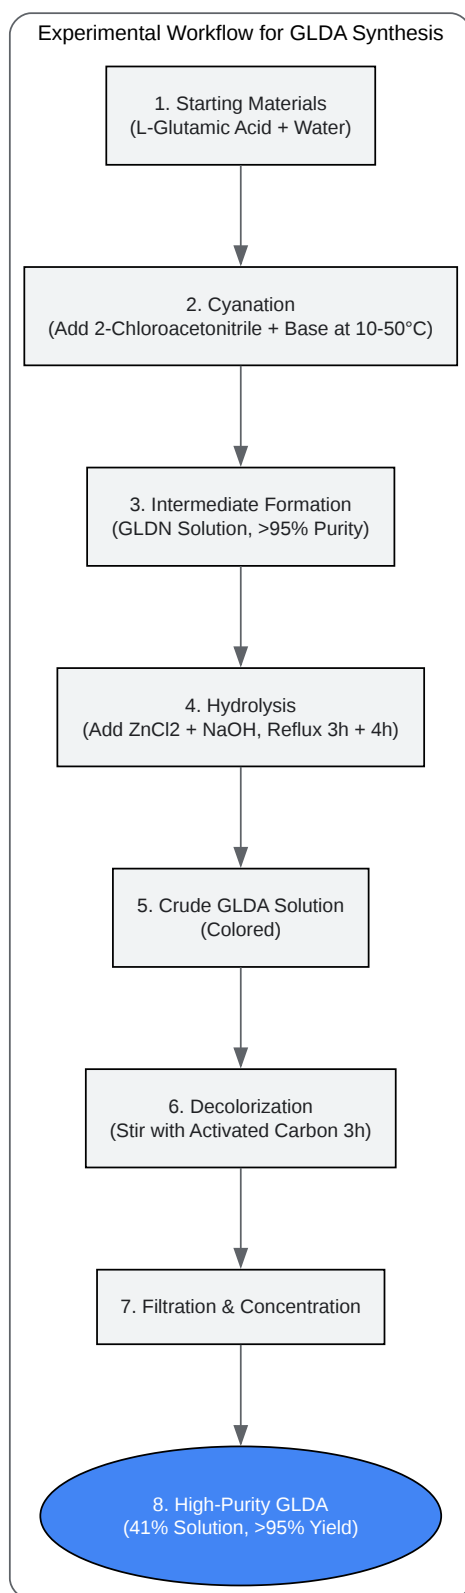 Experimental Workflow for GLDA Synthesis
1. Starting Materials
(L-Glutamic Acid + Water)
2. Cyanation
(Add 2-Chloroacetonitrile + Base at 10-50°C)
3. Intermediate Formation
(GLDN Solution, >95% Purity)
4. Hydrolysis
(Add ZnCl2 + NaOH, Reflux 3h + 4h)
5. Crude GLDA Solution
(Colored)
6. Decolorization
(Stir with Activated Carbon 3h)
7. Filtration & Concentration
8. High-Purity GLDA
(41% Solution, >95% Yield)